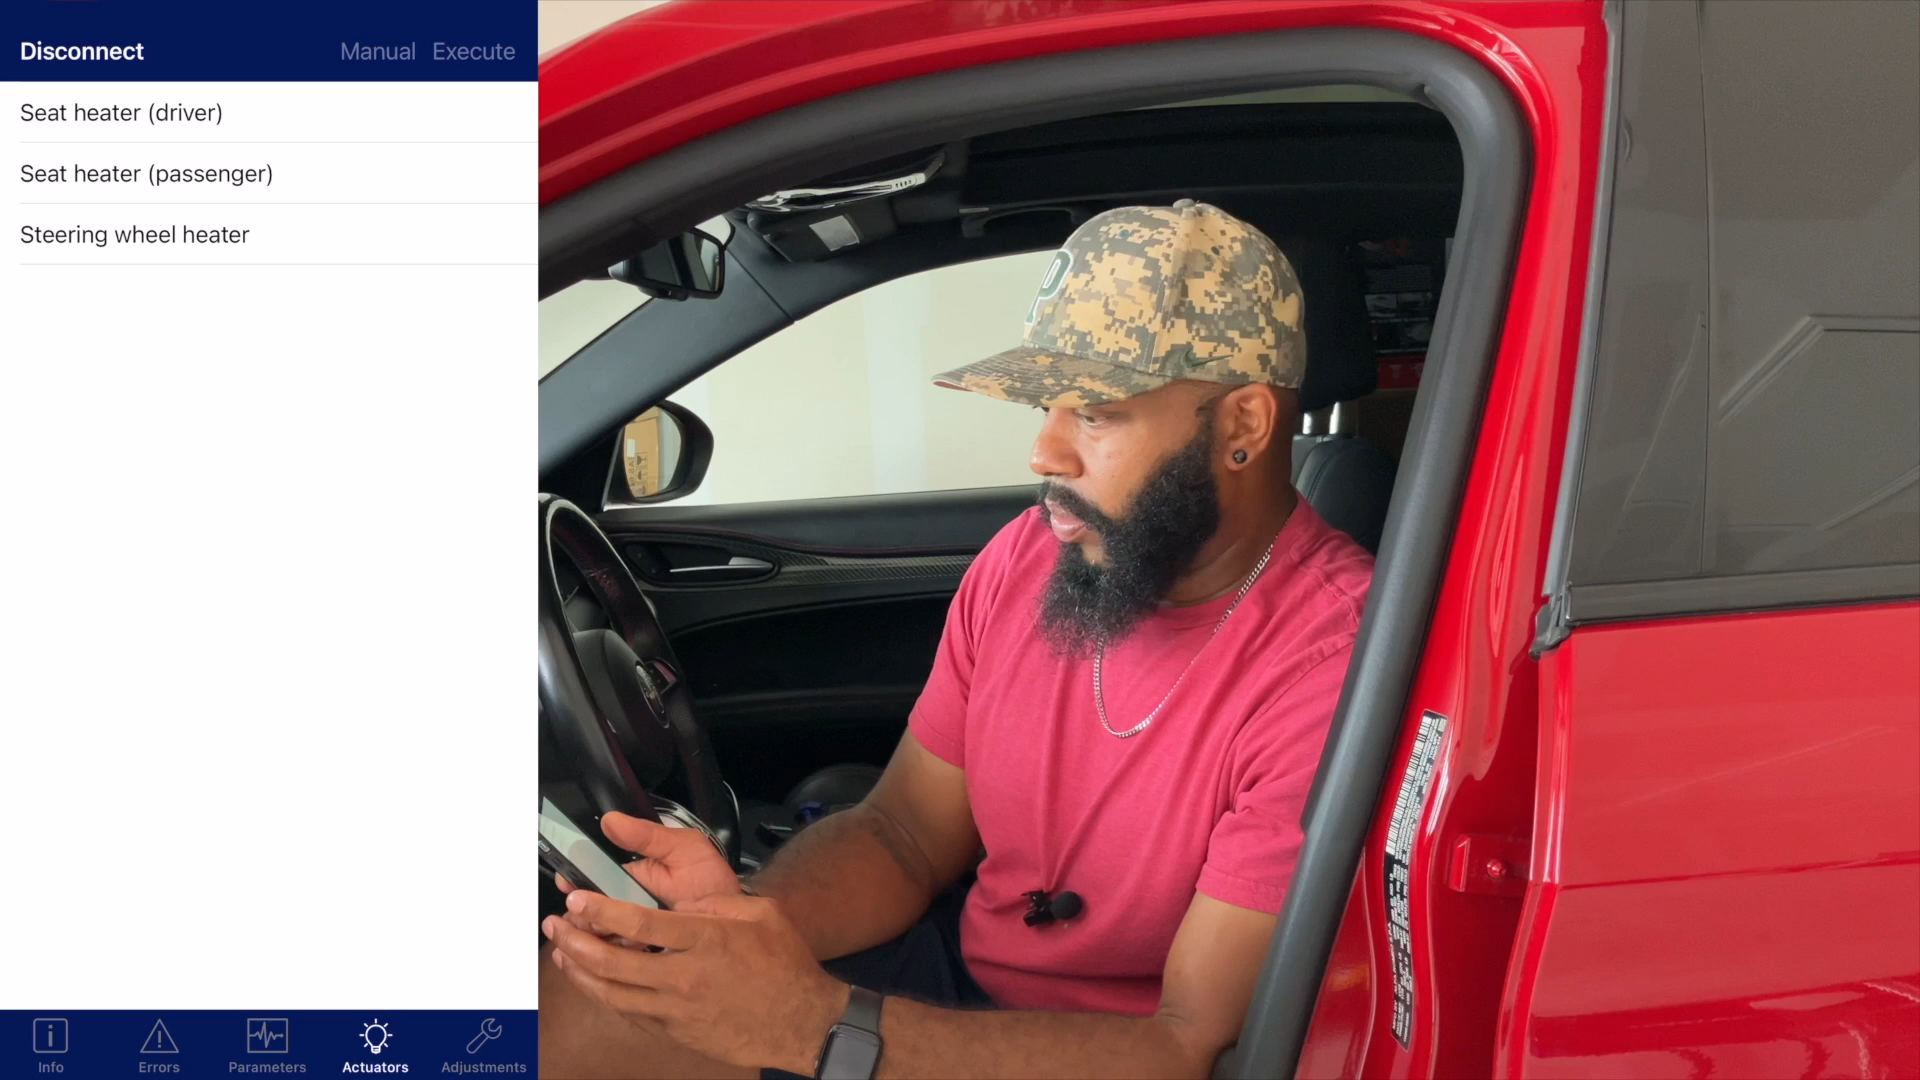 Disconnect Manual Execute
Seat heater (driver)
Seat heater (passenger)
Steering wheel heater
Info Errors Parameters Actuators Adjustments
P